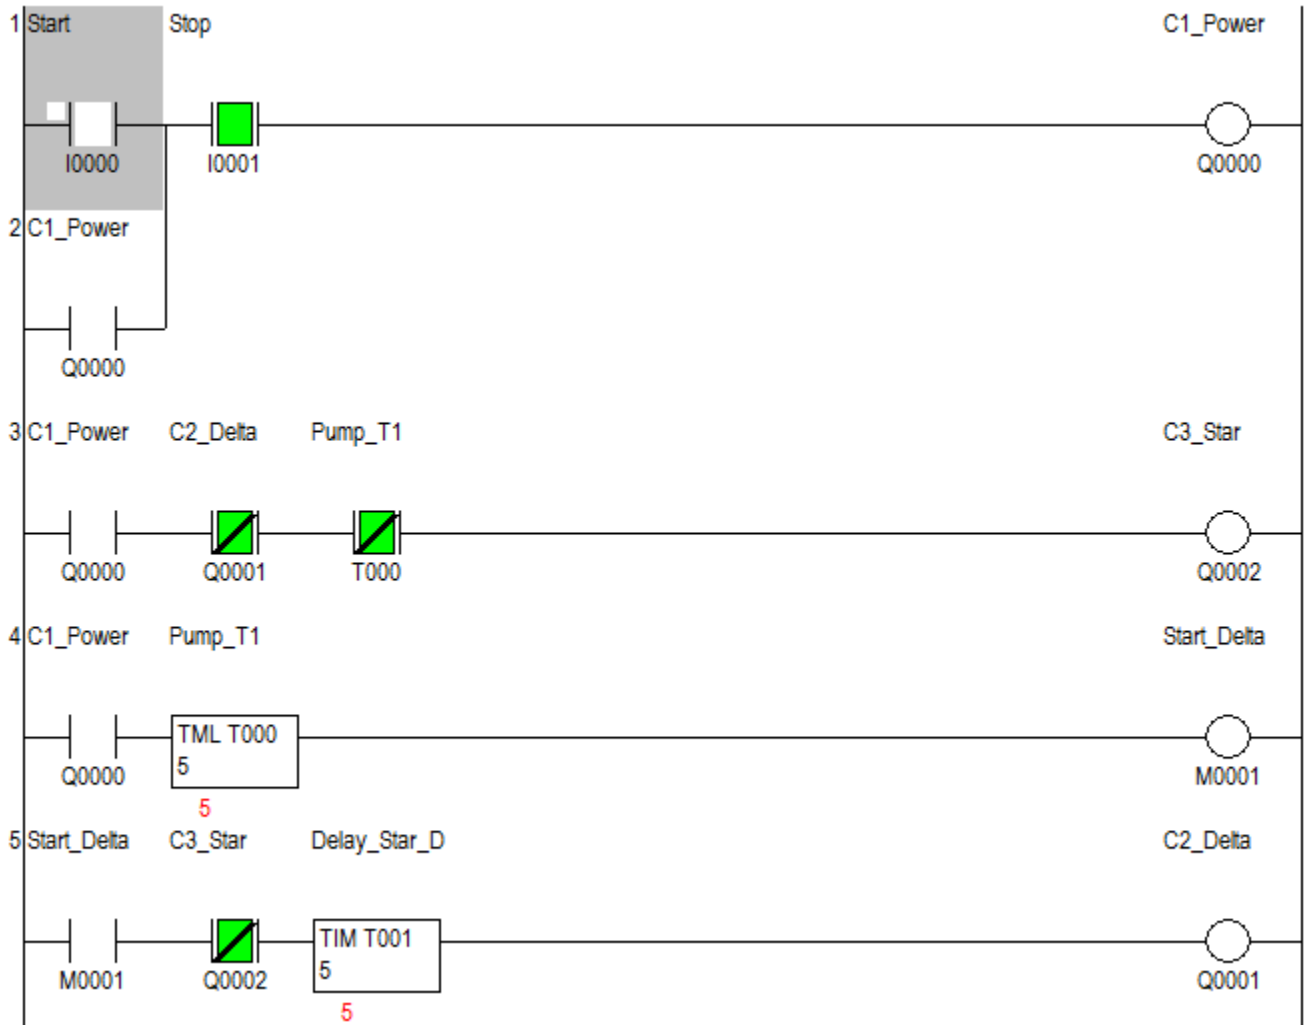 1 Start Stop C1_Power
I0000 I0001 Q0000
2 C1_Power
Q0000
3 C1_Power C2_Delta Pump_T1 C3_Star
Q0000 Q0001 T000 Q0002
4 C1_Power Pump_T1 Start_Delta
TML T000
5
Q0000 M0001
5
5 Start_Delta C3_Star Delay_Star_D C2_Delta
TIM T001
5
M0001 Q0002 Q0001
5